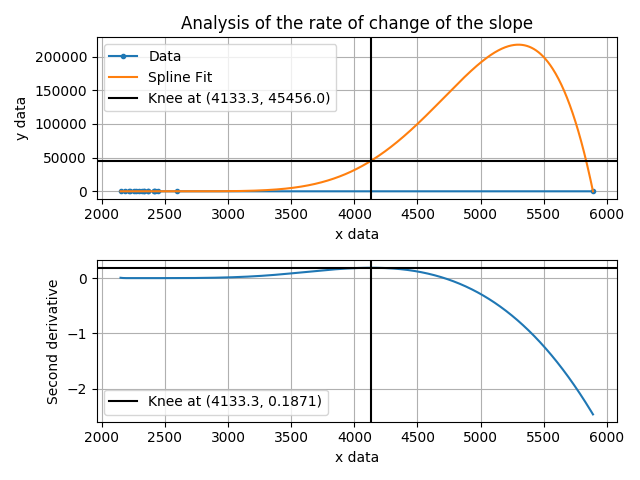 Analysis of the rate of change of the slope
200000
150000
100000
50000
0
y data
Data
Spline Fit
Knee at (4133.3, 45456.0)
2000 2500 3000 3500 4000 4500 5000 5500 6000
x data
0
−1
−2
Second derivative
Knee at (4133.3, 0.1871)
2000 2500 3000 3500 4000 4500 5000 5500 6000
x data